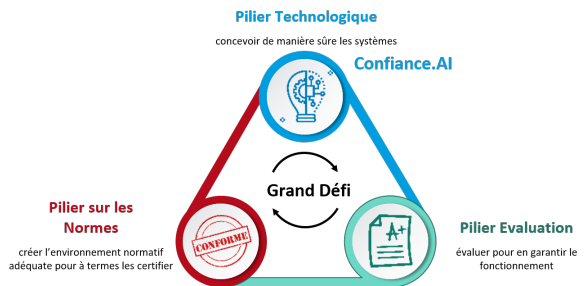 Pilier Technologique
concevoir de manière sûre les systèmes
Confiance.AI
Grand Défi
Pilier sur les
Normes
créer l'environnement normatif
adéquate pour à termes les certifier
CONFORME
A+
Pilier Evaluation
évaluer pour en garantir le
fonctionnement